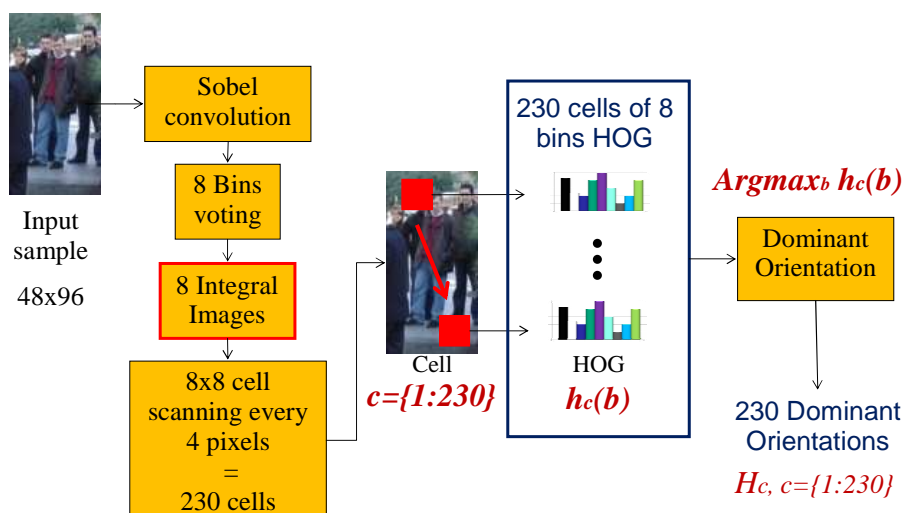 Input
sample
48x96
Sobel
convolution
8 Bins
voting
8 Integral
Images
8x8 cell
scanning every
4 pixels
=
230 cells
Cell
c={1:230}
230 cells of 8
bins HOG
HOG
hc(b)
Argmaxb hc(b)
Dominant
Orientation
230 Dominant
Orientations
Hc, c={1:230}